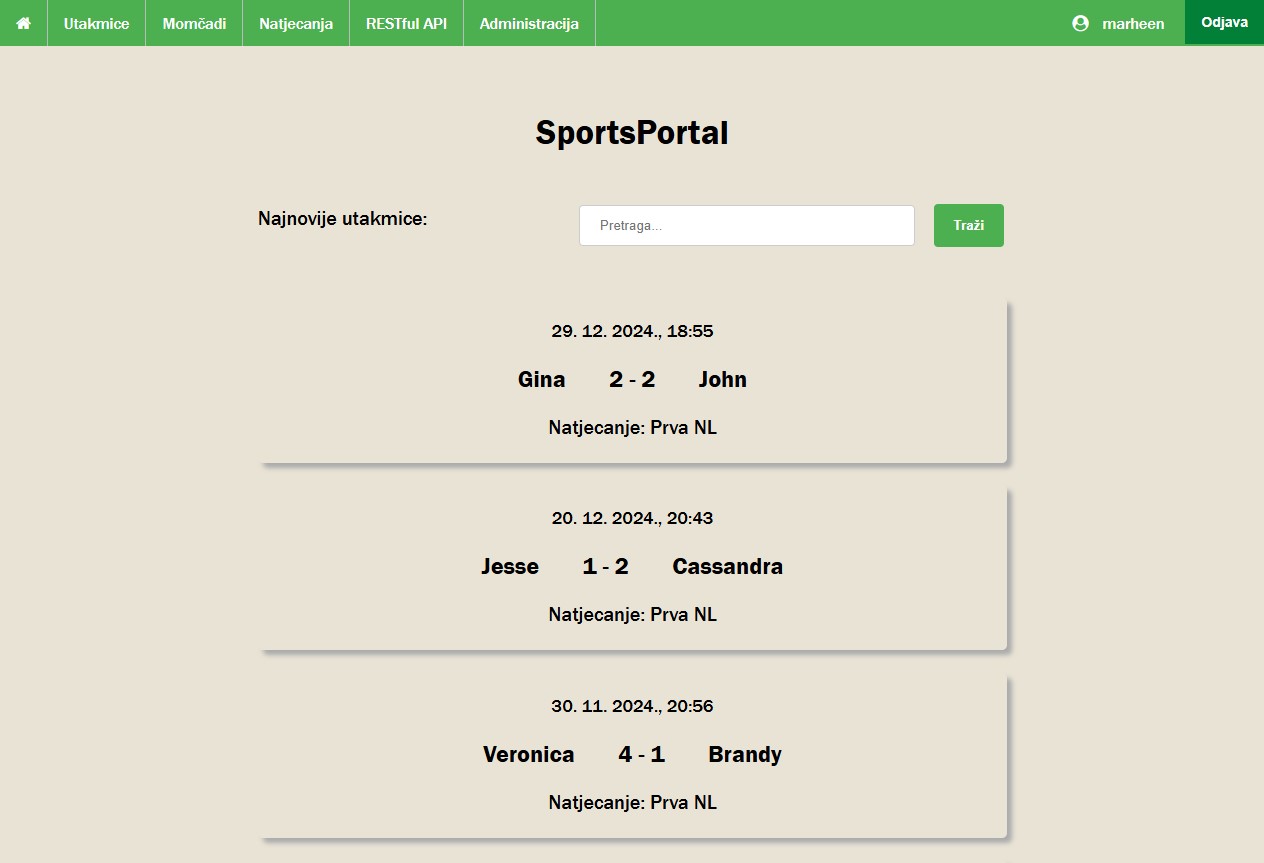 Utakmice Momčadi Natjecanja RESTful API Administracija marheen Odjava
SportsPortal
Najnovije utakmice: Pretraga... Traži
29. 12. 2024., 18:55
Gina 2 - 2 John
Natjecanje: Prva NL
20. 12. 2024., 20:43
Jesse 1 - 2 Cassandra
Natjecanje: Prva NL
30. 11. 2024., 20:56
Veronica 4 - 1 Brandy
Natjecanje: Prva NL